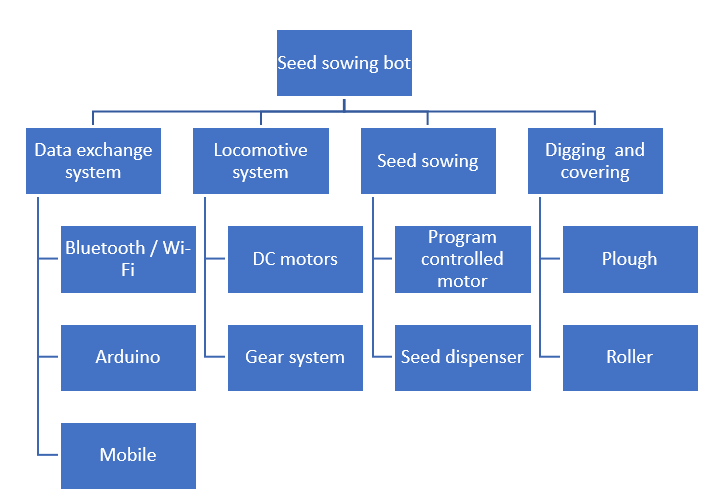 Seed sowing bot
Data exchange
system
Locomotive
system
Seed sowing
Digging  and
covering
Bluetooth / Wi-
Fi
DC motors
Program
controlled
motor
Plough
Arduino
Gear system
Seed dispenser
Roller
Mobile